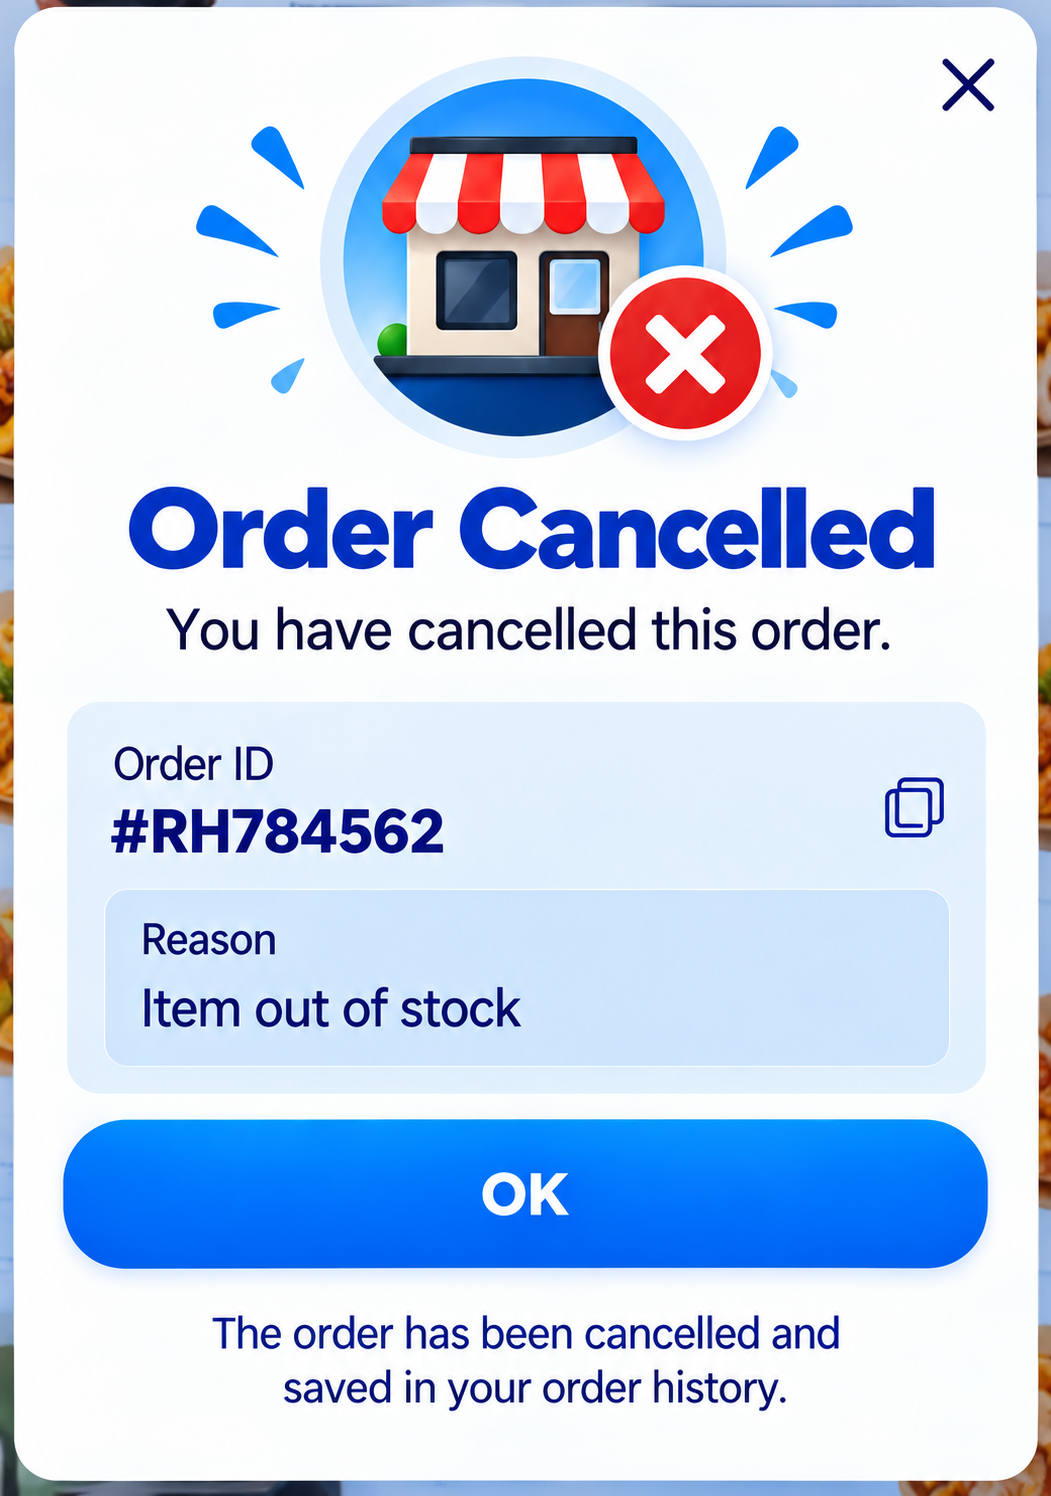 Order Cancelled
You have cancelled this order.
Order ID
#RH784562
Reason
Item out of stock
OK
The order has been cancelled and
saved in your order history.